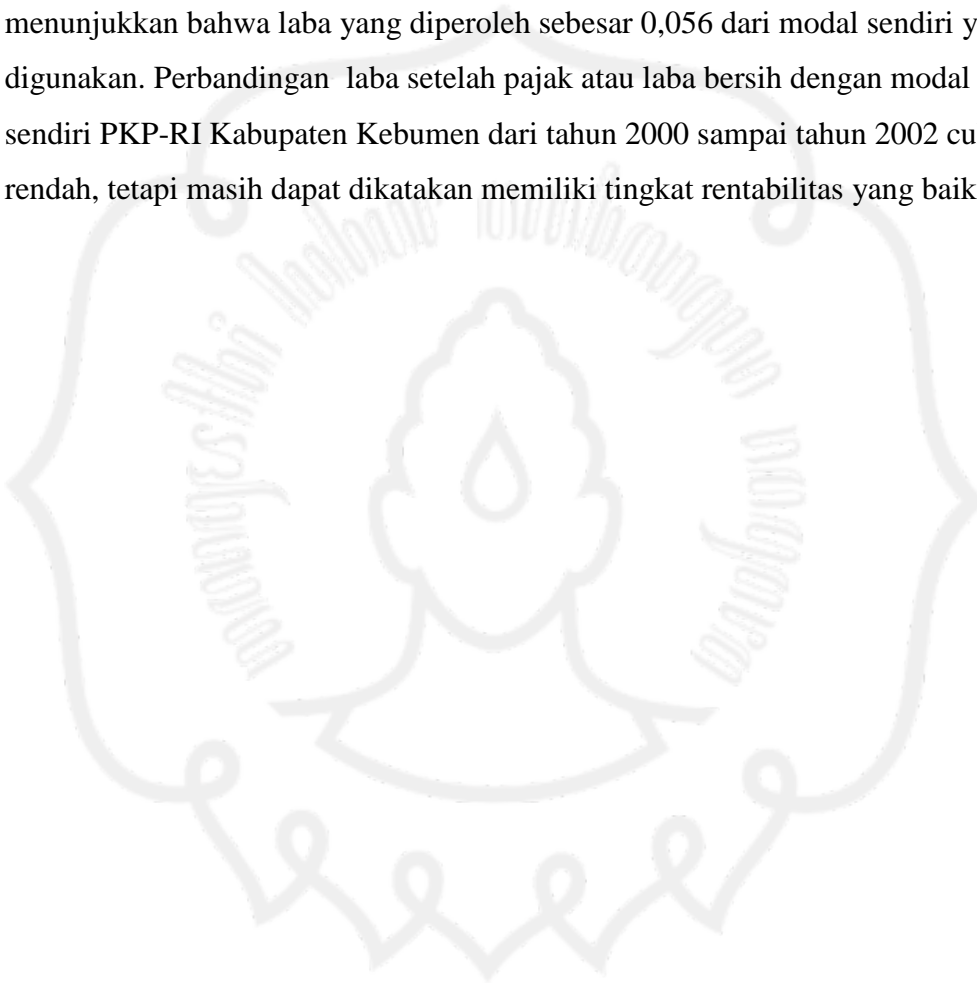 menunjukkan bahwa laba yang diperoleh sebesar 0,056 dari modal sendiri y
digunakan. Perbandingan laba setelah pajak atau laba bersih dengan modal
sendiri PKP-RI Kabupaten Kebumen dari tahun 2000 sampai tahun 2002 cu
rendah, tetapi masih dapat dikatakan memiliki tingkat rentabilitas yang baik